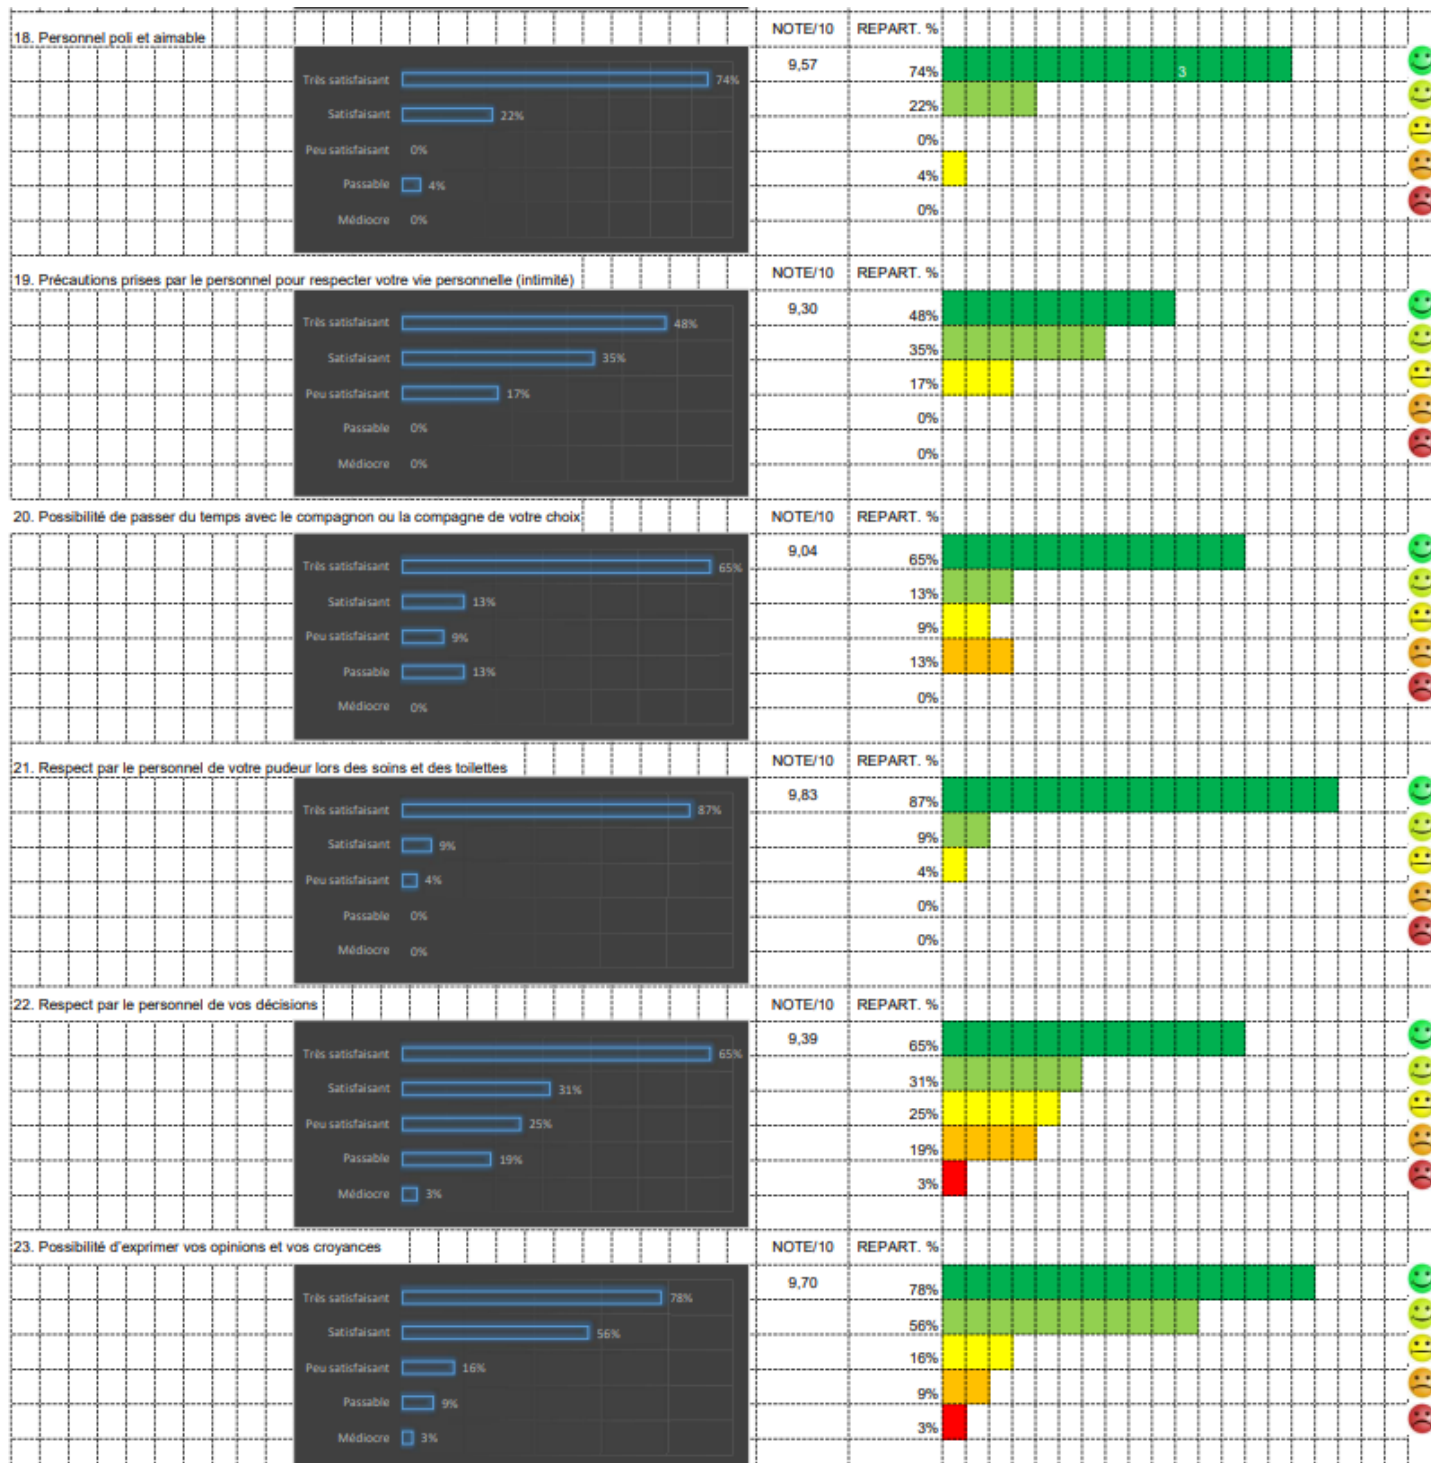 18. Personnel poli et aimable
NOTE/10 REPART. %
Très satisfaisant 74%
Satisfaisant 22%
Peu satisfaisant 0%
Passable 4%
Médiocre 0%
9,57
74% 3
22%
0%
4%
0%
19. Précautions prises par le personnel pour respecter votre vie personnelle (intimité)
NOTE/10 REPART. %
Très satisfaisant 48%
Satisfaisant 35%
Peu satisfaisant 17%
Passable 0%
Médiocre 0%
9,30
48%
35%
17%
0%
0%
20. Possibilité de passer du temps avec le compagnon ou la compagne de votre choix
NOTE/10 REPART. %
Très satisfaisant 65%
Satisfaisant 13%
Peu satisfaisant 9%
Passable 13%
Médiocre 0%
9,04
65%
13%
9%
13%
0%
21. Respect par le personnel de votre pudeur lors des soins et des toilettes
NOTE/10 REPART. %
Très satisfaisant 87%
Satisfaisant 9%
Peu satisfaisant 4%
Passable 0%
Médiocre 0%
9,83
87%
9%
4%
0%
0%
22. Respect par le personnel de vos décisions
NOTE/10 REPART. %
Très satisfaisant 65%
Satisfaisant 31%
Peu satisfaisant 25%
Passable 19%
Médiocre 3%
9,39
65%
31%
25%
19%
3%
23. Possibilité d'exprimer vos opinions et vos croyances
NOTE/10 REPART. %
Très satisfaisant 78%
Satisfaisant 56%
Peu satisfaisant 16%
Passable 9%
Médiocre 3%
9,70
78%
56%
16%
9%
3%